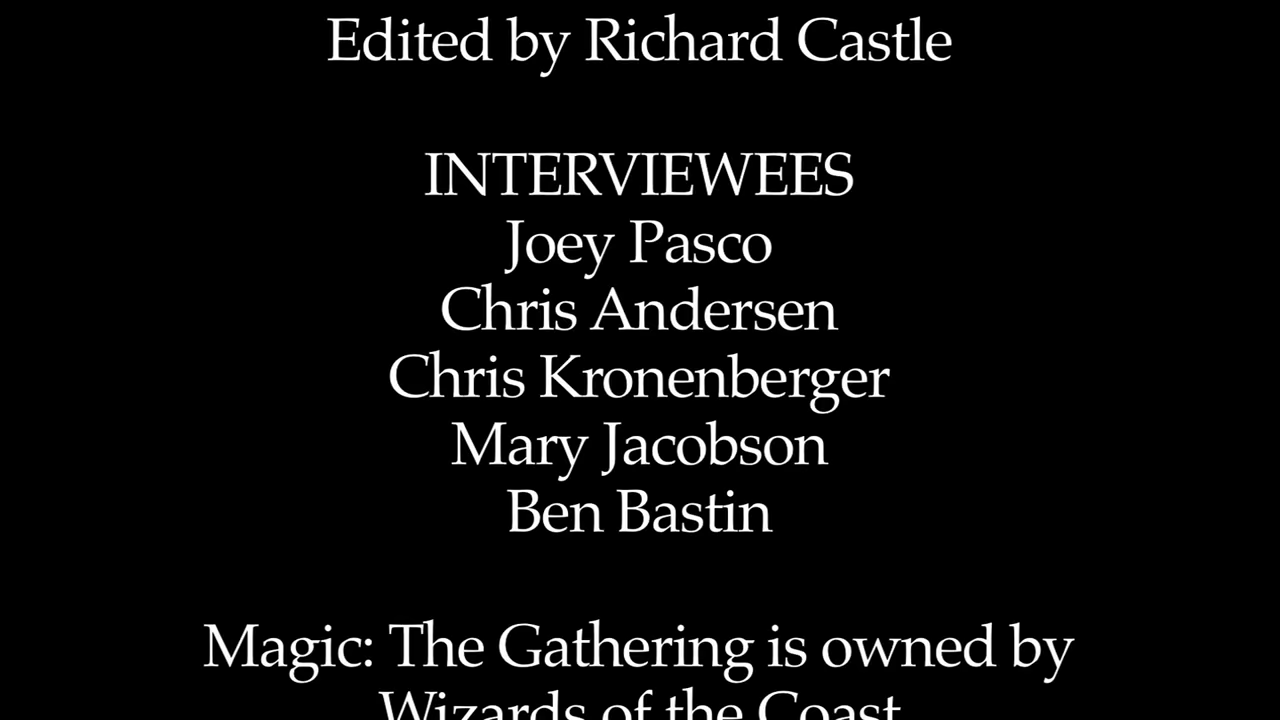 Edited by Richard Castle
INTERVIEWEES
Joey Pasco
Chris Andersen
Chris Kronenberger
Mary Jacobson
Ben Bastin
Magic: The Gathering is owned by
Wizards of the Coast